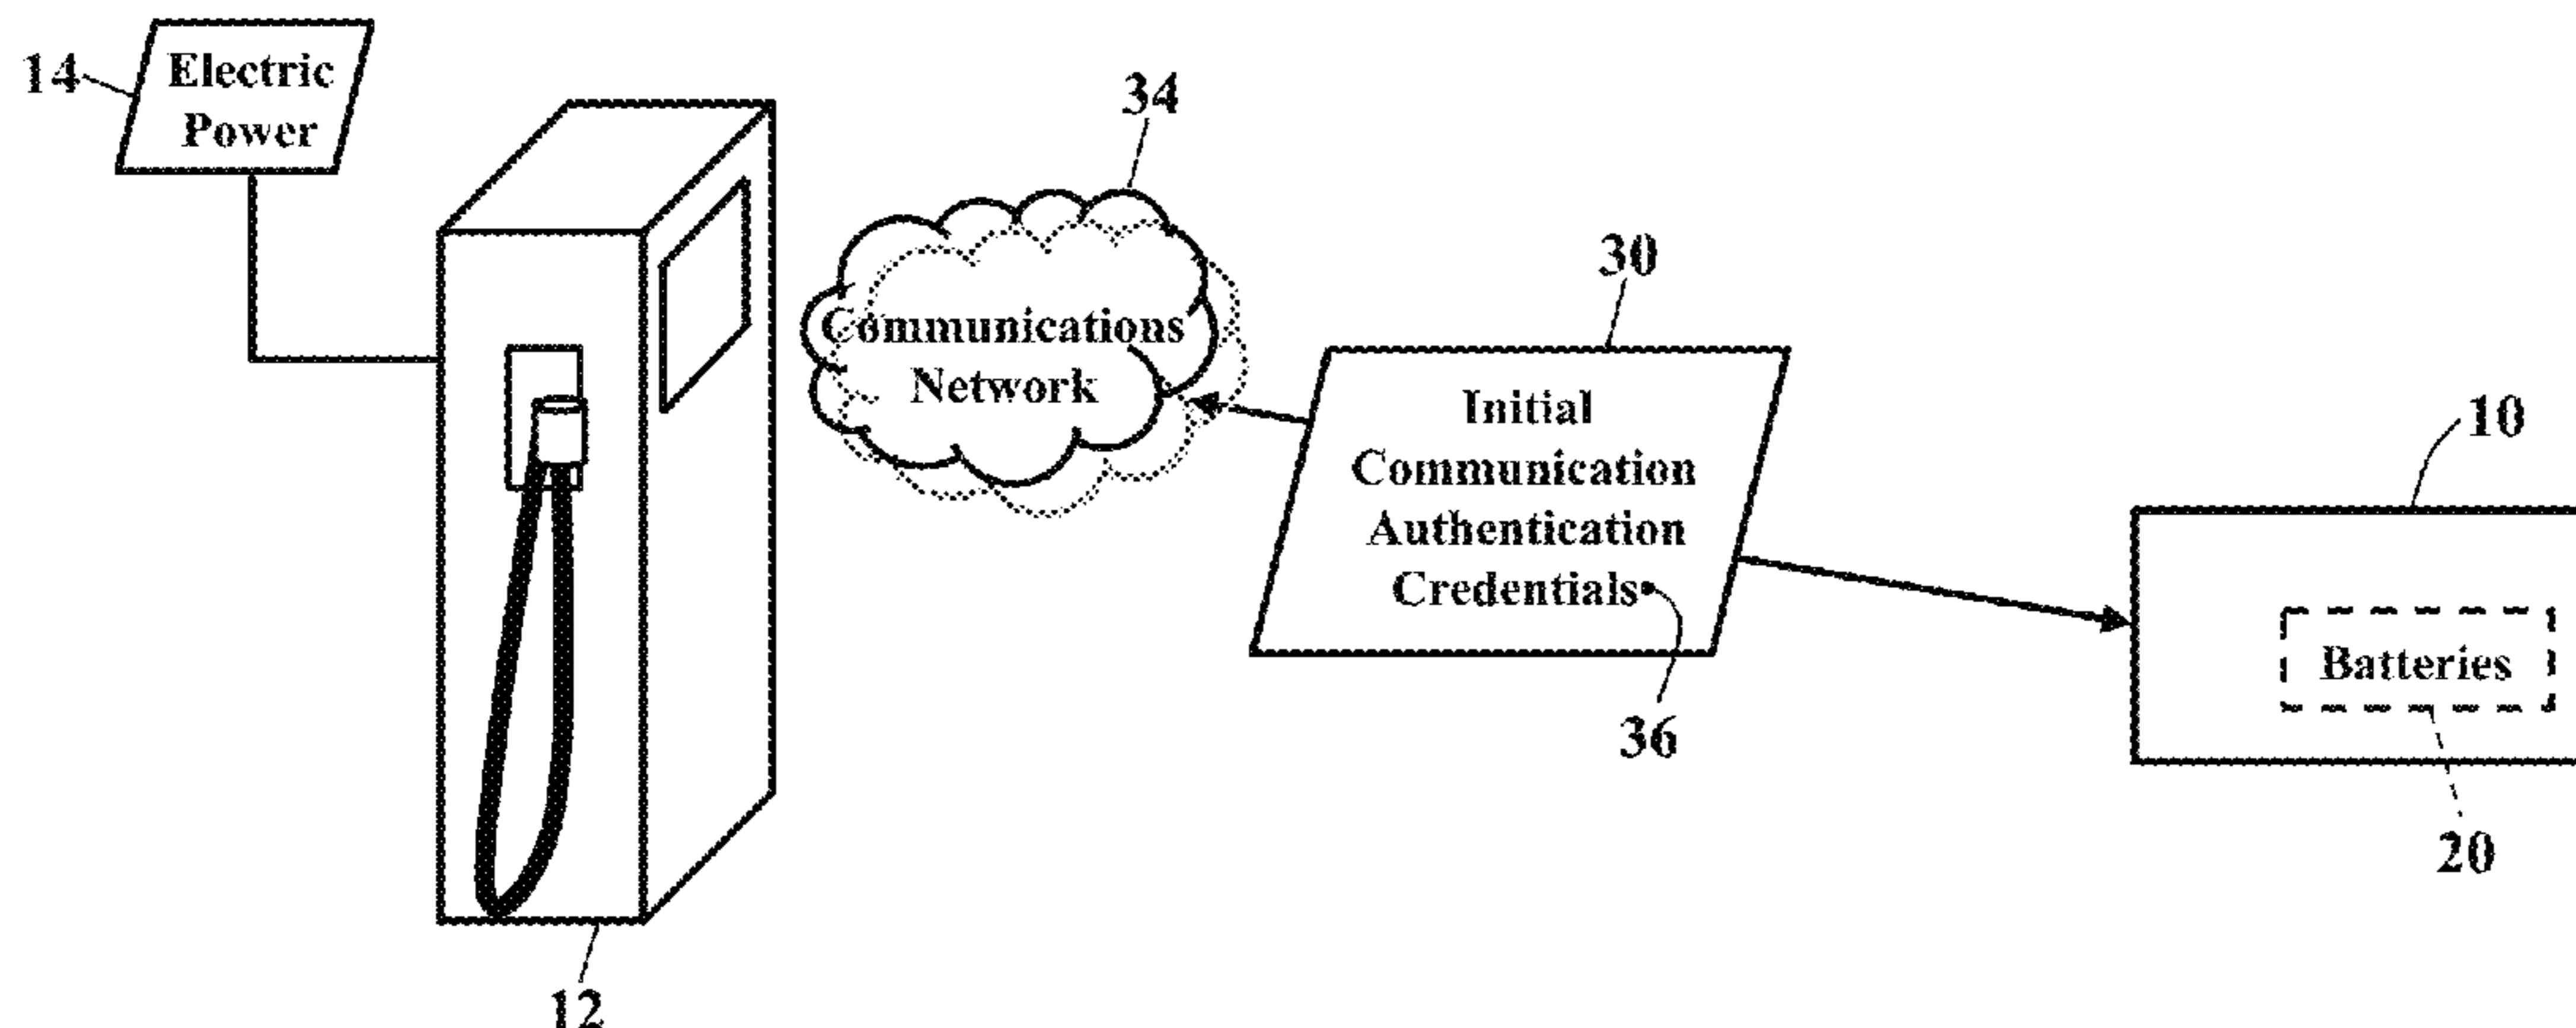 14
Electric
Power
34
Communications
Network
30
Initial
Communication
Authentication
Credentials
36
10
Batteries
20
12